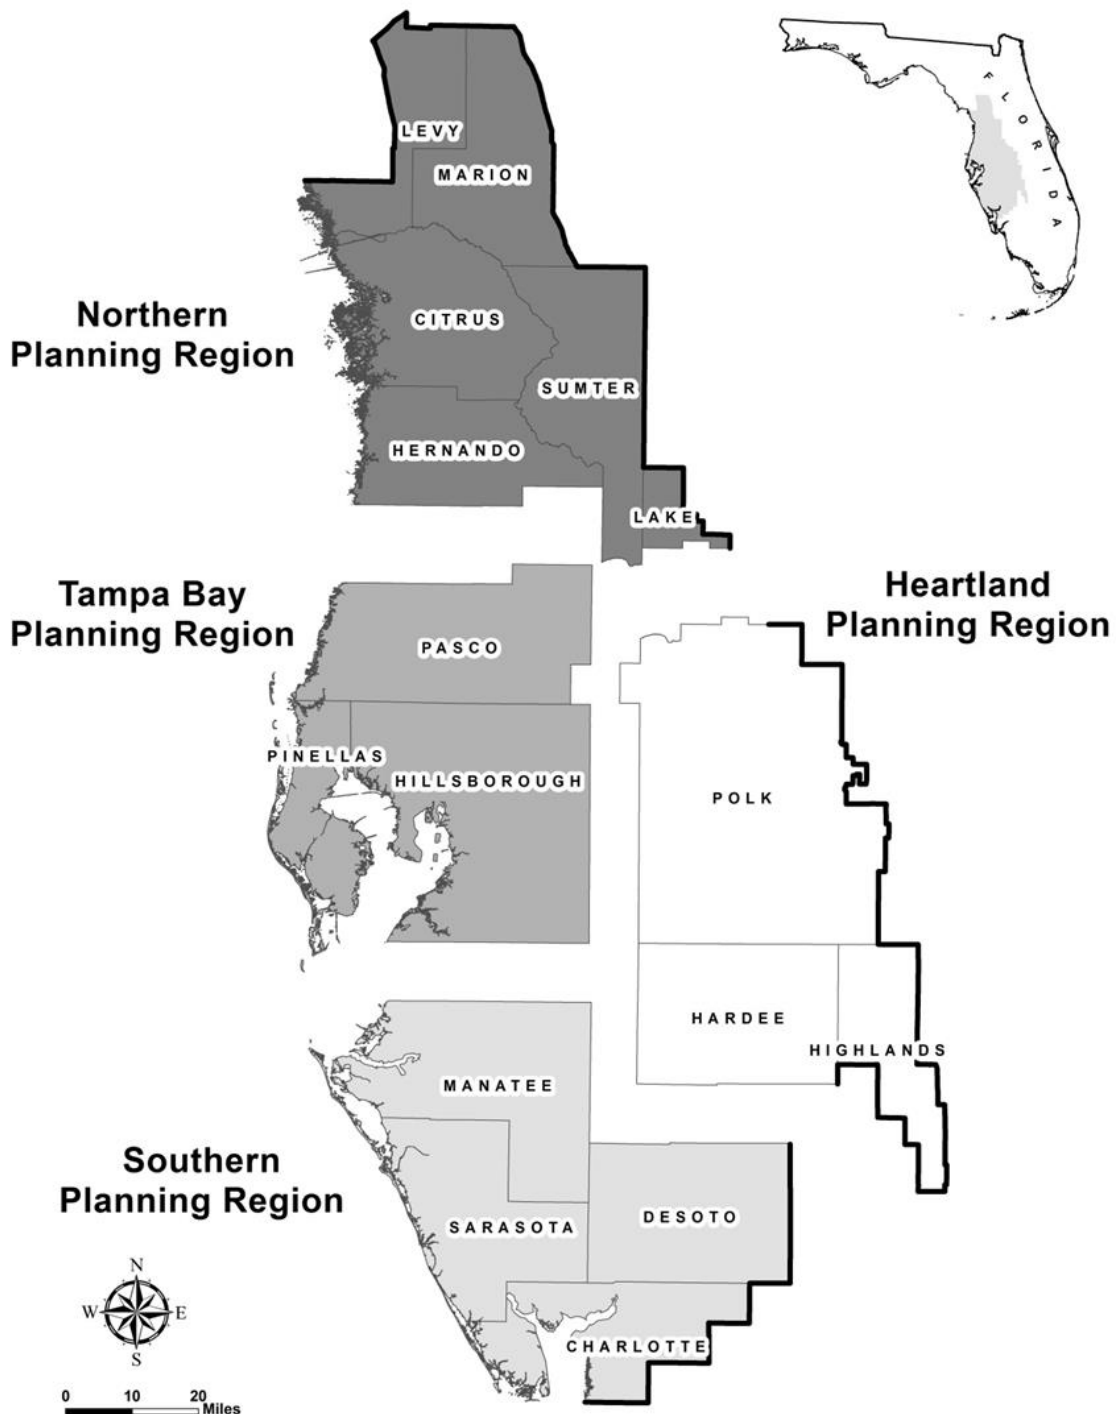 FLORIDA
LEVY
MARION
Northern
Planning Region
CITRUS
SUMTER
HERNANDO
LAKE
Tampa Bay
Planning Region
Heartland
Planning Region
PASCO
PINELLAS
HILLSBOROUGH
POLK
HARDEE
HIGHLANDS
MANATEE
Southern
Planning Region
SARASOTA
DESOTO
CHARLOTTE
N
W E
S
0 10 20
Miles